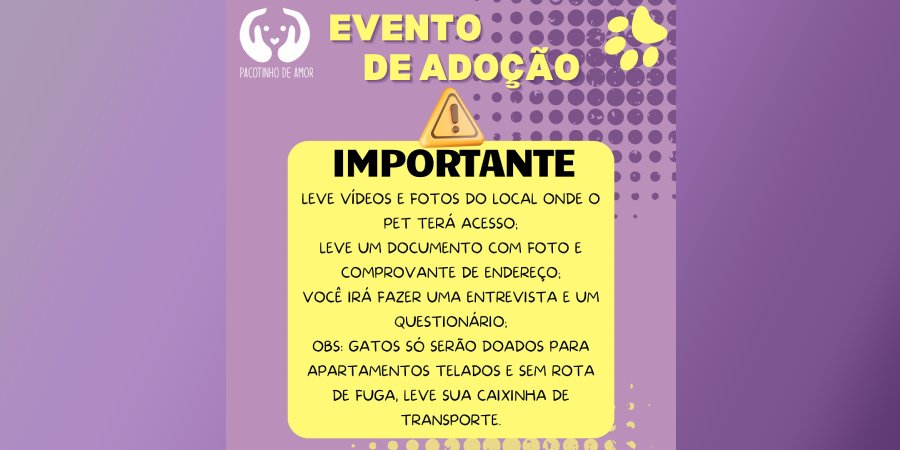 PACOTINHO DE AMOR
EVENTO
DE ADOÇÃO
IMPORTANTE
LEVE VÍDEOS E FOTOS DO LOCAL ONDE O
PET TERÁ ACESSO;
LEVE UM DOCUMENTO COM FOTO E
COMPROVANTE DE ENDEREÇO;
VOCÊ IRÁ FAZER UMA ENTREVISTA E UM
QUESTIONÁRIO;
OBS: GATOS SÓ SERÃO DOADOS PARA
APARTAMENTOS TELADOS E SEM ROTA
DE FUGA, LEVE SUA CAIXINHA DE
TRANSPORTE.